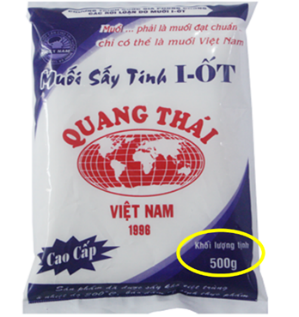 Muối ... phải là muối đạt chuẩn
chỉ có thể là muối Việt Nam
Muối Sấy Tinh I-ỐT
QUANG THÁI
VIỆT NAM
1996
Cao Cấp
Khối lượng tịnh
500g